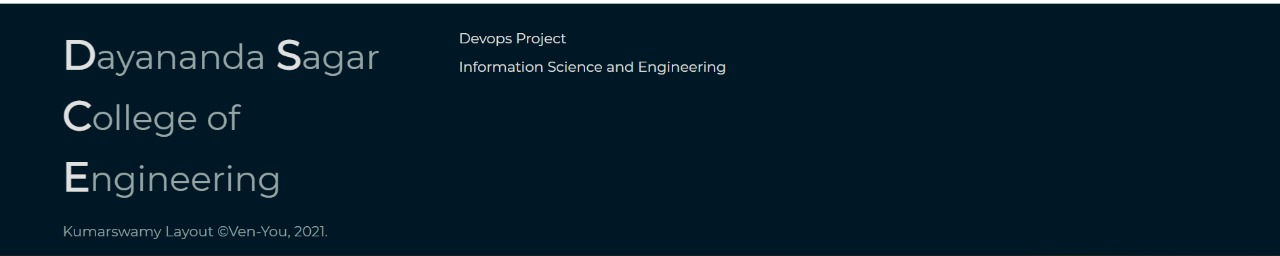 Dayananda Sagar
College of
Engineering
Kumarswamy Layout ©Ven-You, 2021.
Devops Project
Information Science and Engineering